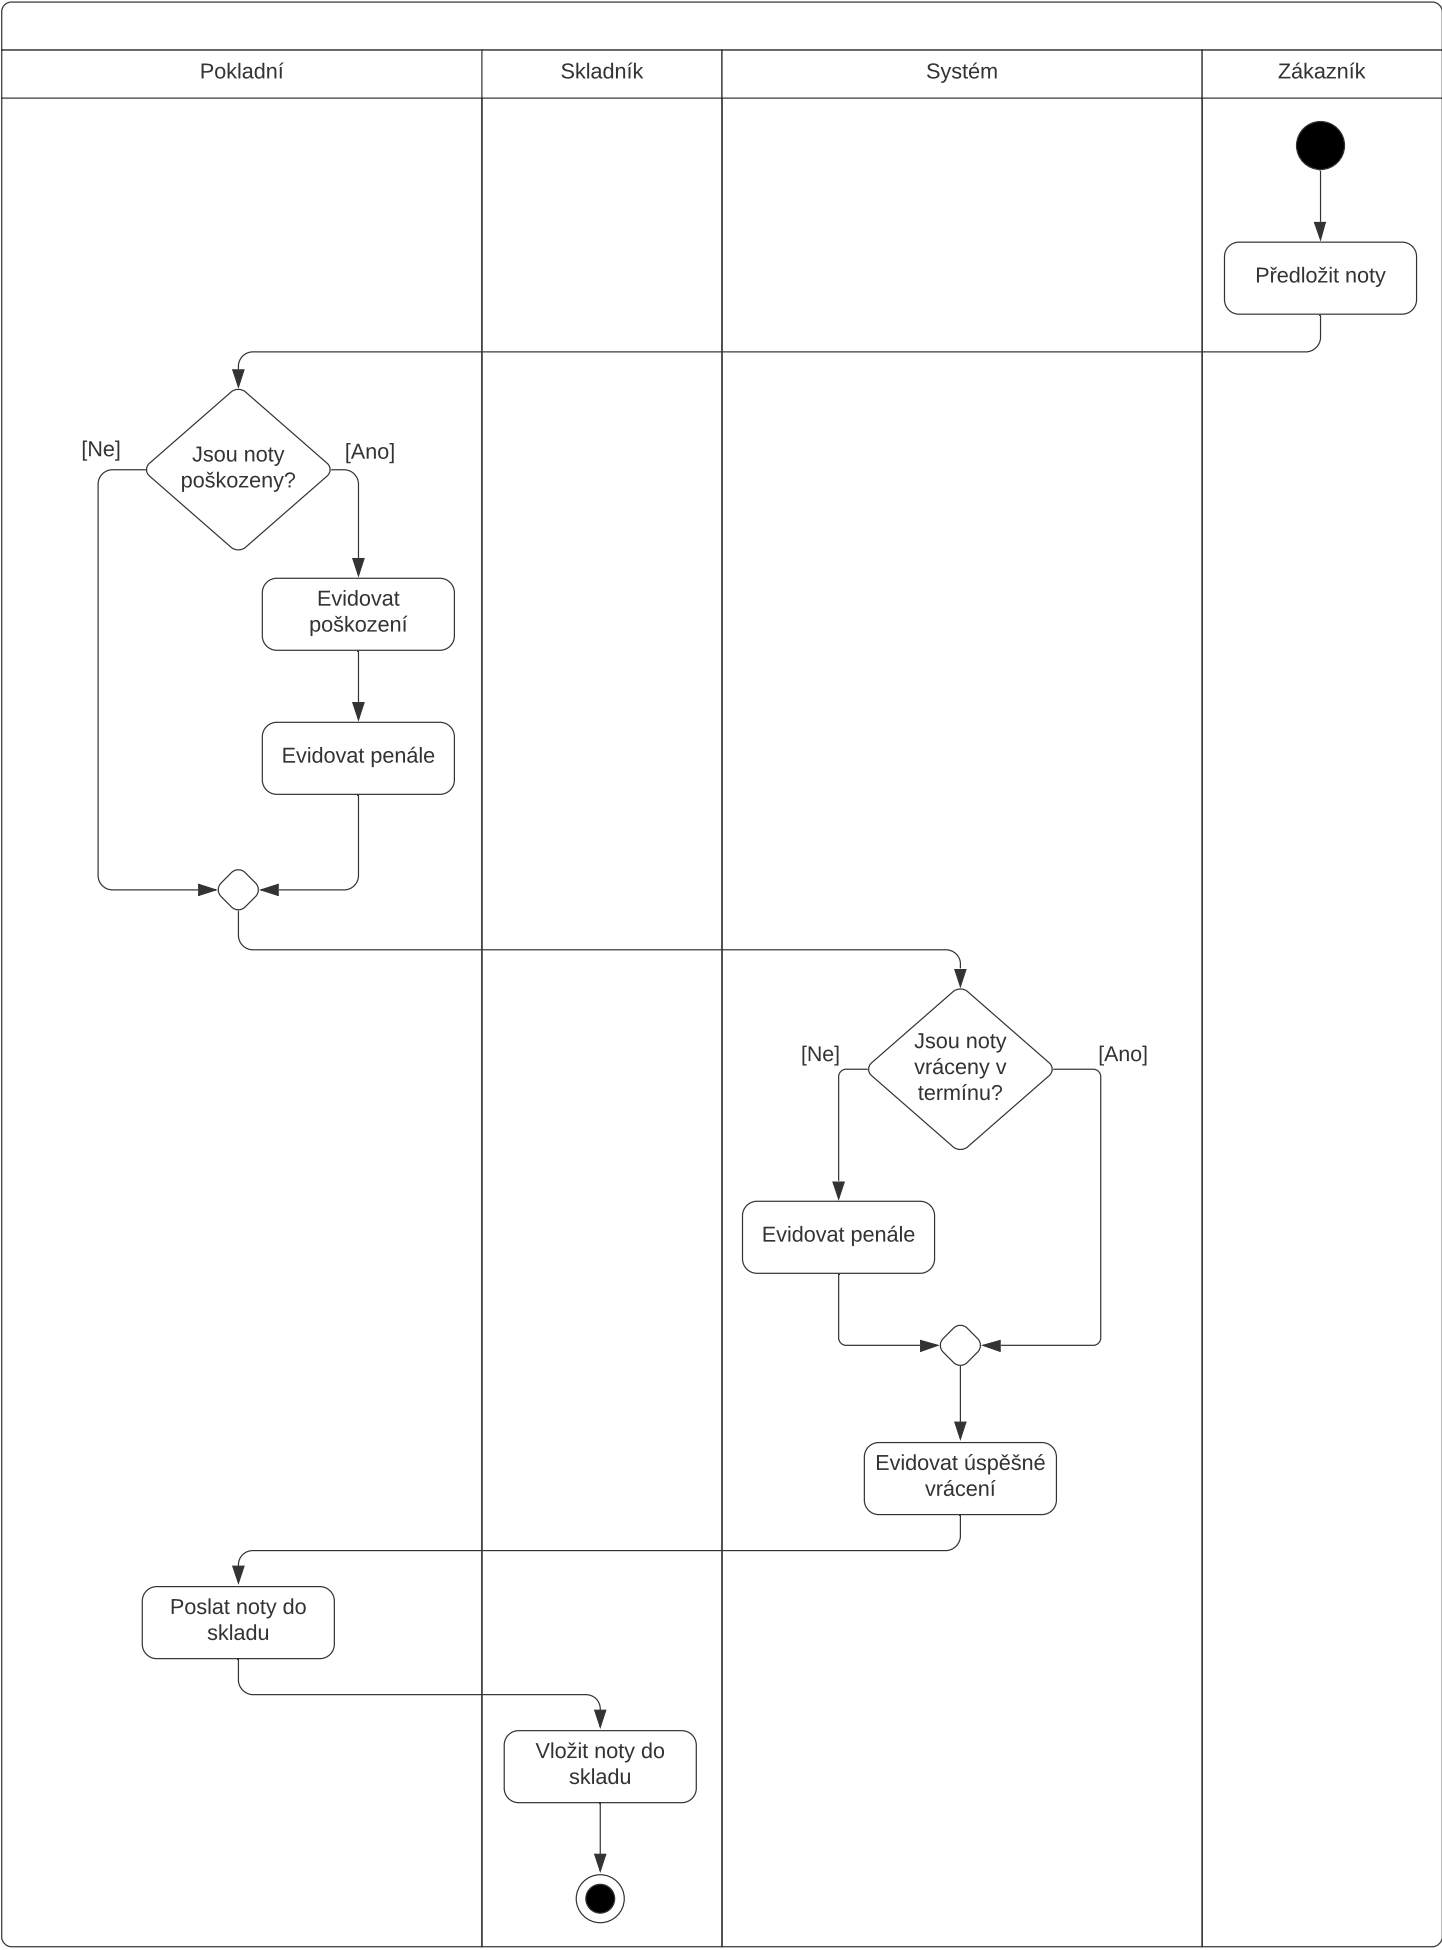 Pokladní
Skladník
Systém
Zákazník
Předložit noty
Jsou noty
poškozeny?
[Ne]
[Ano]
Evidovat
poškození
Evidovat penále
Jsou noty
vráceny v
termínu?
[Ne]
[Ano]
Evidovat penále
Evidovat úspěšné
vrácení
Poslat noty do
skladu
Vložit noty do
skladu